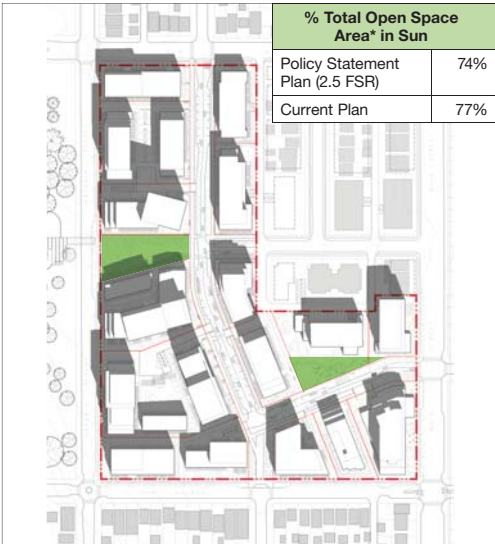 % Total Open Space
Area* in Sun
Policy Statement
Plan (2.5 FSR)
74%
Current Plan
77%